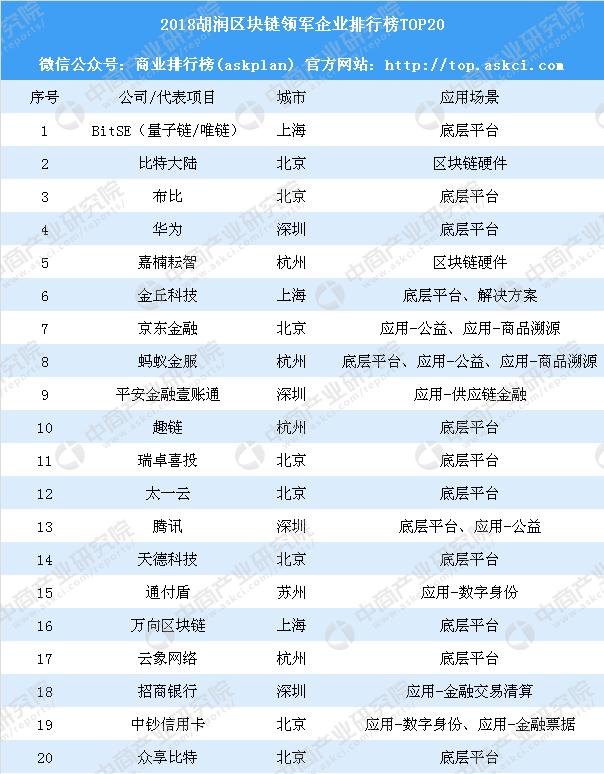 2018胡润区块链领军企业排行榜TOP20
微信公众号：商业排行榜(askplan) 官方网站：http://top.askci.com
序号 公司/代表项目 城市 应用场景
1 BitSE（量子链/唯链） 上海 底层平台
2 比特大陆 北京 区块链硬件
3 布比 北京 底层平台
4 华为 深圳 底层平台
5 嘉楠耘智 杭州 区块链硬件
6 金丘科技 上海 底层平台、解决方案
7 京东金融 北京 应用-公益、应用-商品溯源
8 蚂蚁金服 杭州 底层平台、应用-公益、应用-商品溯源
9 平安金融壹账通 深圳 应用-供应链金融
10 趣链 杭州 底层平台
11 瑞卓喜投 北京 底层平台
12 太一云 北京 底层平台
13 腾讯 深圳 底层平台、应用-公益
14 天德科技 北京 底层平台
15 通付盾 苏州 应用-数字身份
16 万向区块链 上海 底层平台
17 云象网络 杭州 底层平台
18 招商银行 深圳 应用-金融交易清算
19 中钞信用卡 北京 应用-数字身份、应用-金融票据
20 众享比特 北京 底层平台
中商产业研究院
www.askci.com/reports/